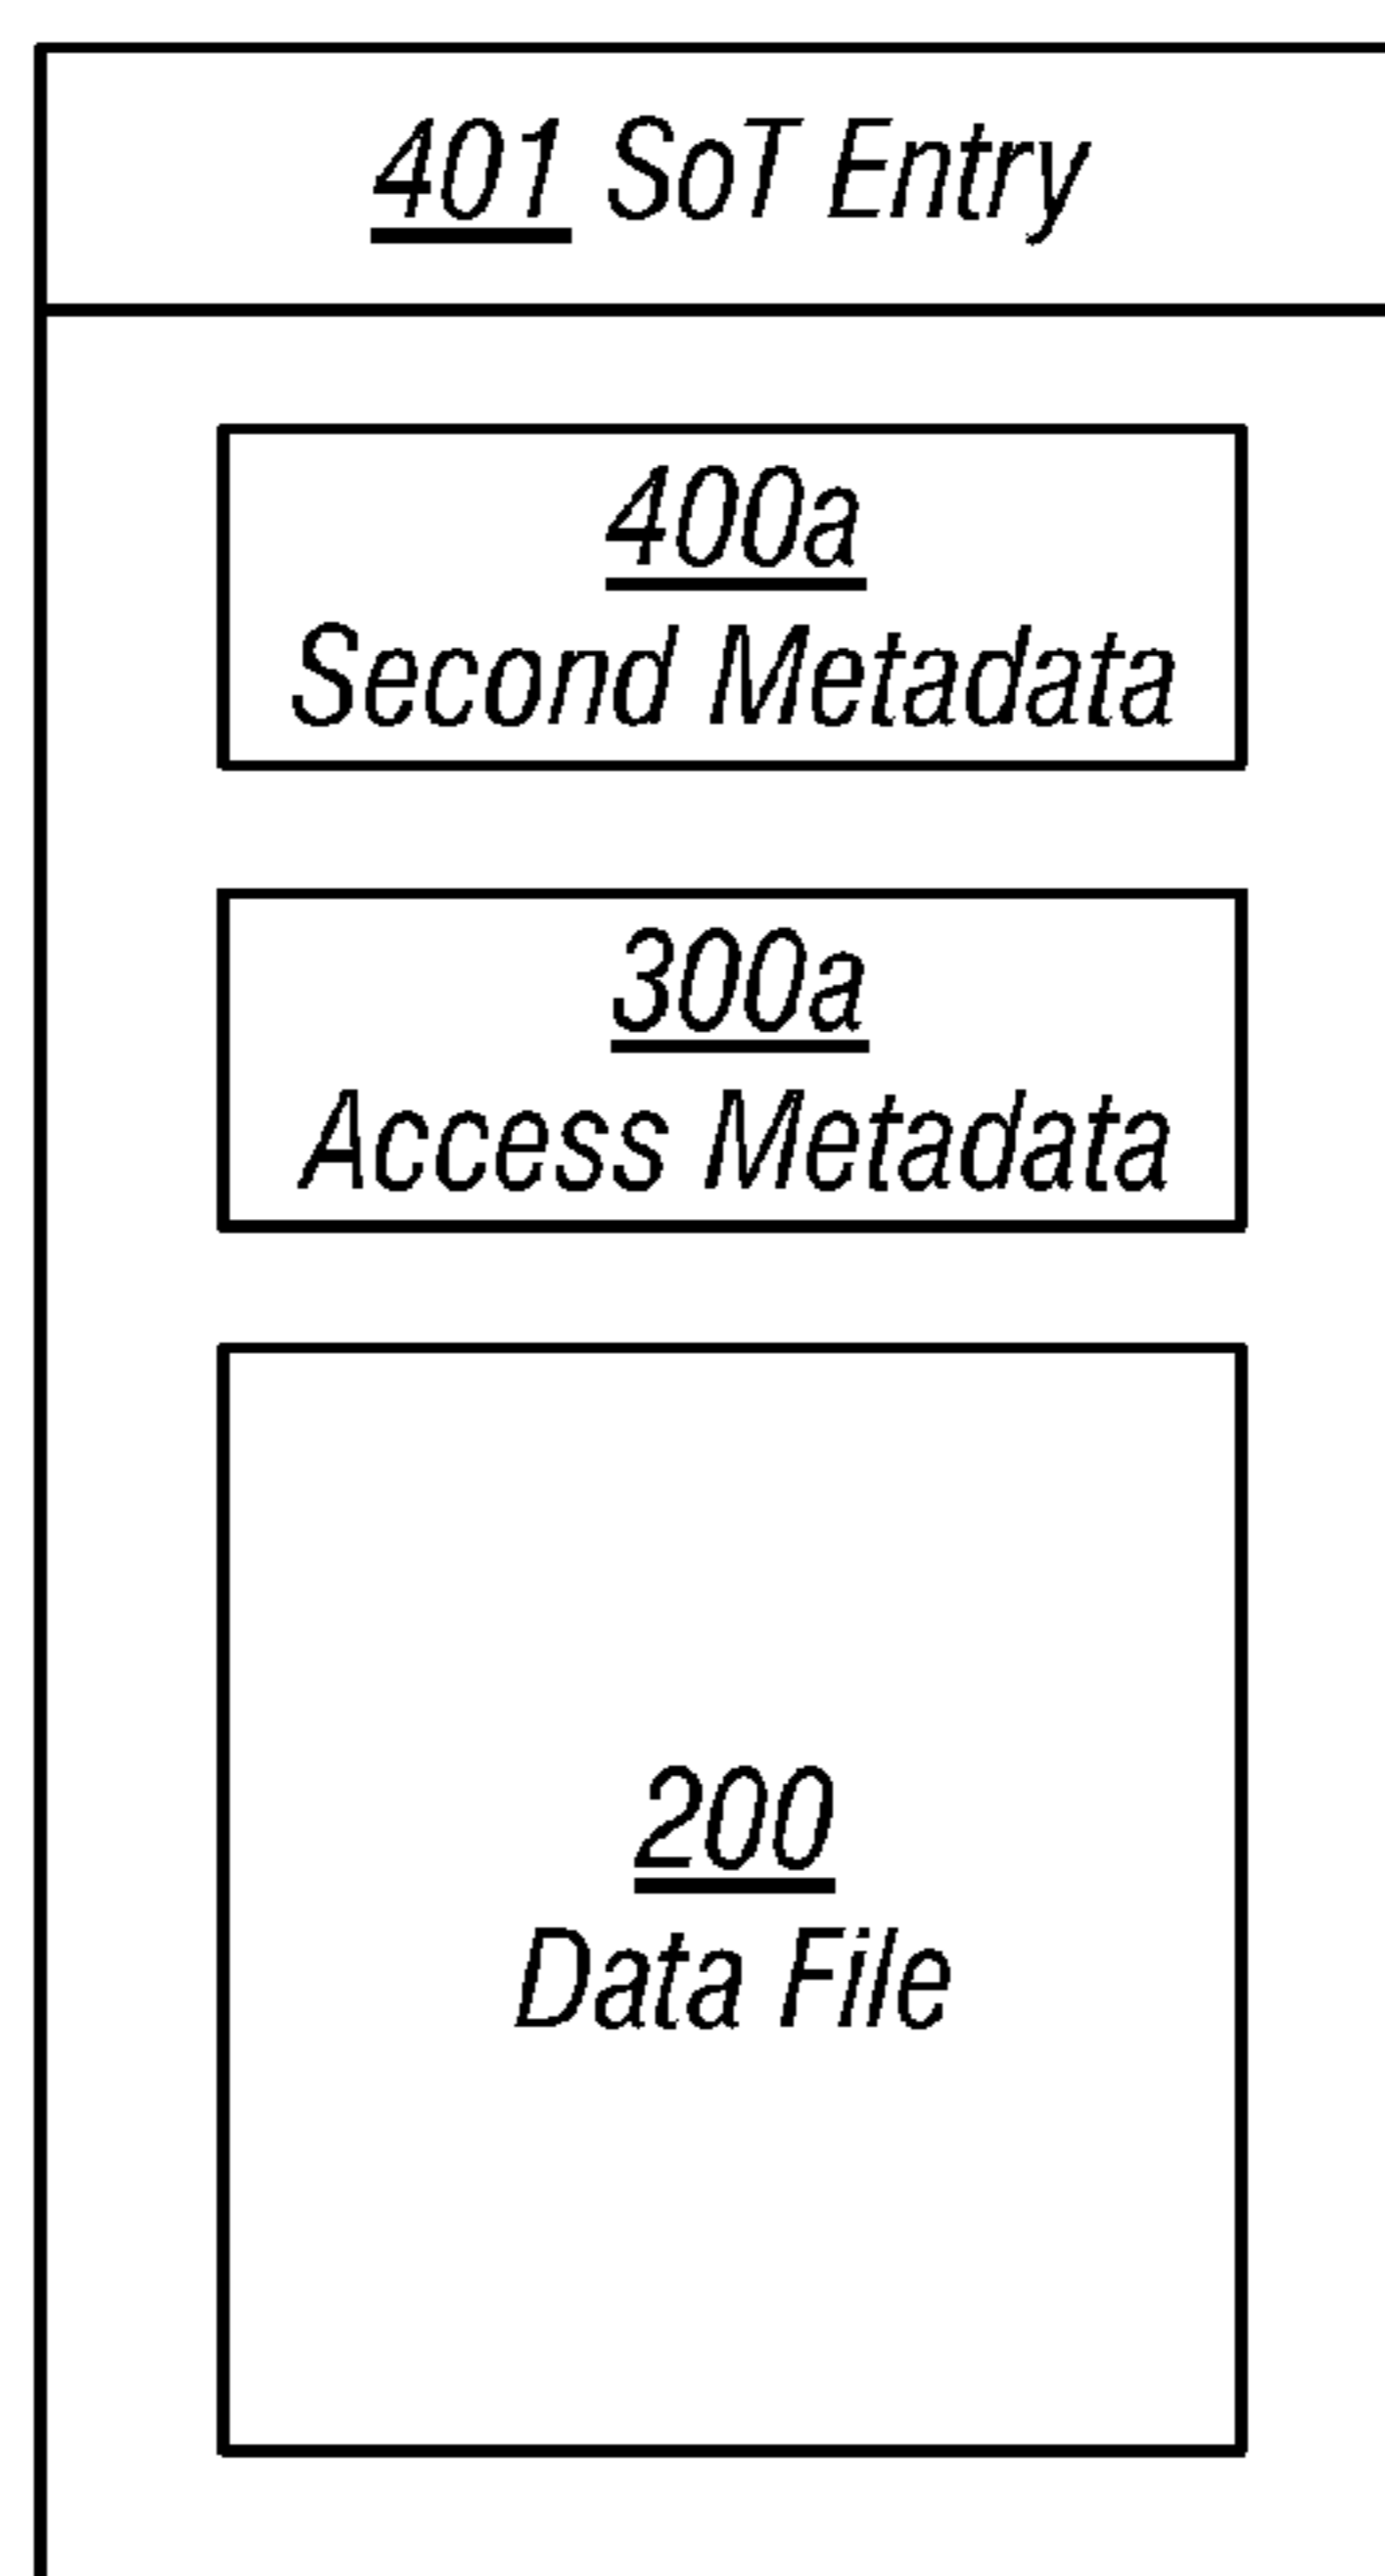 401 SoT Entry
400a
Second Metadata
300a
Access Metadata
200
Data File